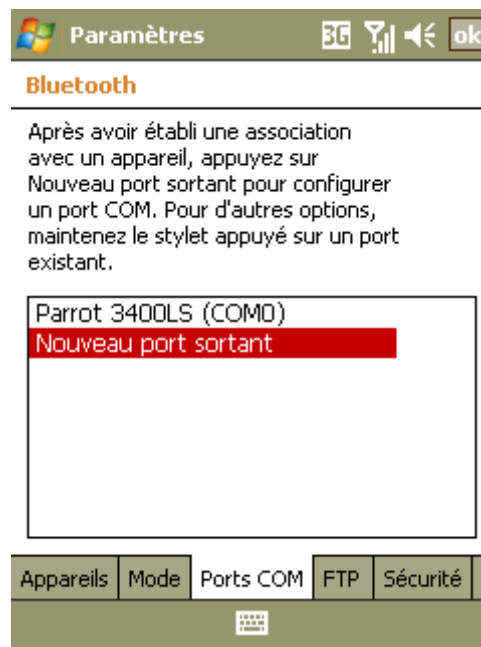 Paramètres 3G ok
Bluetooth
Après avoir établi une association
avec un appareil, appuyez sur
Nouveau port sortant pour configurer
un port COM. Pour d'autres options,
maintenez le stylet appuyé sur un port
existant.
Parrot 3400LS (COM0)
Nouveau port sortant
Appareils Mode Ports COM FTP Sécurité